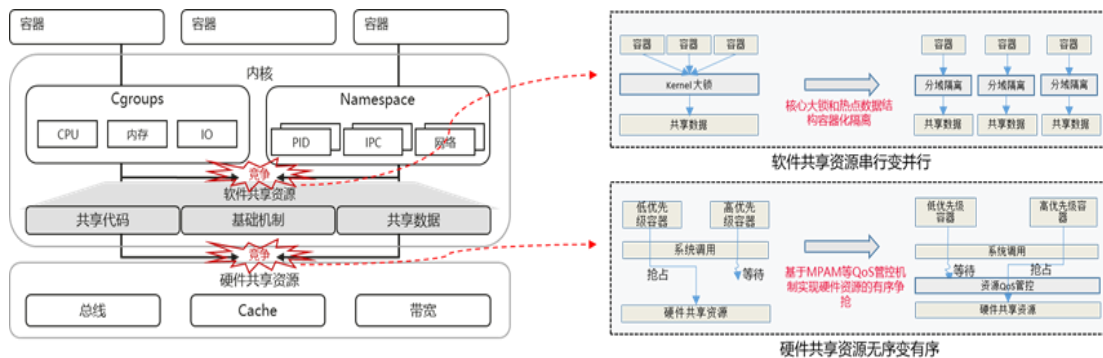 容器
容器
容器
内核
Cgroups
CPU
内存
IO
Namespace
PID
IPC
网络
竞争
软件共享资源
共享代码
基础机制
共享数据
竞争
硬件共享资源
总线
Cache
带宽
容器
容器
容器
Kernel 大锁
共享数据
核心大锁和热点数据结
构容器化隔离
容器
容器
容器
分域隔离
分域隔离
分域隔离
共享数据
共享数据
共享数据
软件共享资源串行变并行
低优先
级容器
高优先
级容器
系统调用
抢占
等待
硬件共享资源
基于MPAM等QoS管控机
制实现硬件资源的有序争
抢
低优先级
容器
高优先级容
器
系统调用
等待
抢占
资源QoS管控
硬件共享资源
硬件共享资源无序变有序